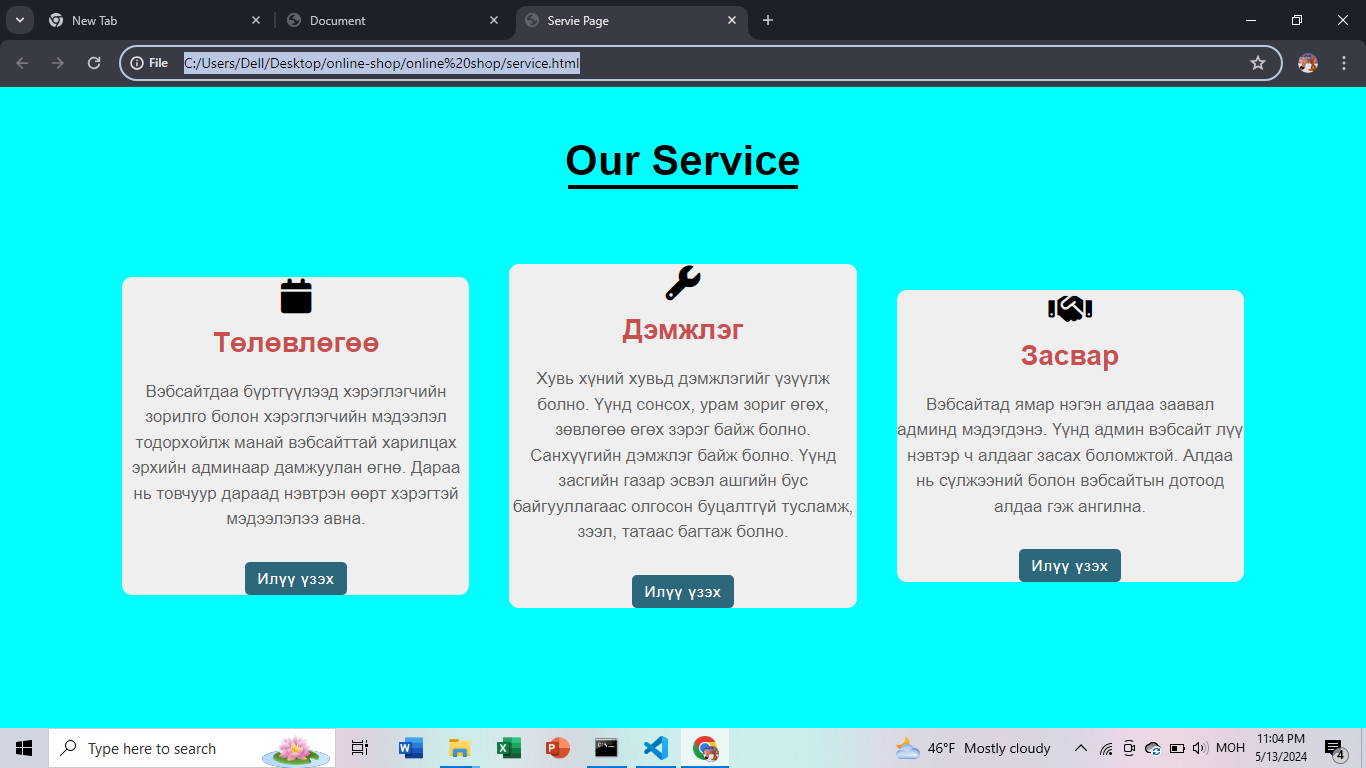 New Tab
Document
Servie Page
File
C:/Users/Dell/Desktop/online-shop/online%20shop/service.html
Our Service
Төлөвлөгөө
Вэбсайтдаа бүртгүүлээд хэрэглэгчийн
зорилго болон хэрэглэгчийн мэдээлэл
тодорхойлж манай вэбсайттай харилцах
эрхийн админаар дамжуулан өгнө. Дараа
нь товчуур дараад нэвтрэн өөрт хэрэгтэй
мэдээлэлээ авна.
Илүү үзэх
Дэмжлэг
Хувь хүний хувьд дэмжлэгийг үзүүлж
болно. Үүнд сонсох, урам зориг өгөх,
зөвлөгөө өгөх зэрэг байж болно.
Санхүүгийн дэмжлэг байж болно. Үүнд
засгийн газар эсвэл ашгийн бус
байгууллагаас олгосон буцалтгүй тусламж,
зээл, татаас багтаж болно.
Илүү үзэх
Засвар
Вэбсайтад ямар нэгэн алдаа заавал
админд мэдэгдэнэ. Үүнд админ вэбсайт луу
нэвтэр ч алдааг засах боломжтой. Алдаа
нь сүлжээний болон вэбсайтын дотоод
алдаа гэж ангилна.
Илүү үзэх
Type here to search
46°F Mostly cloudy
МОН
11:04 PM
5/13/2024
4